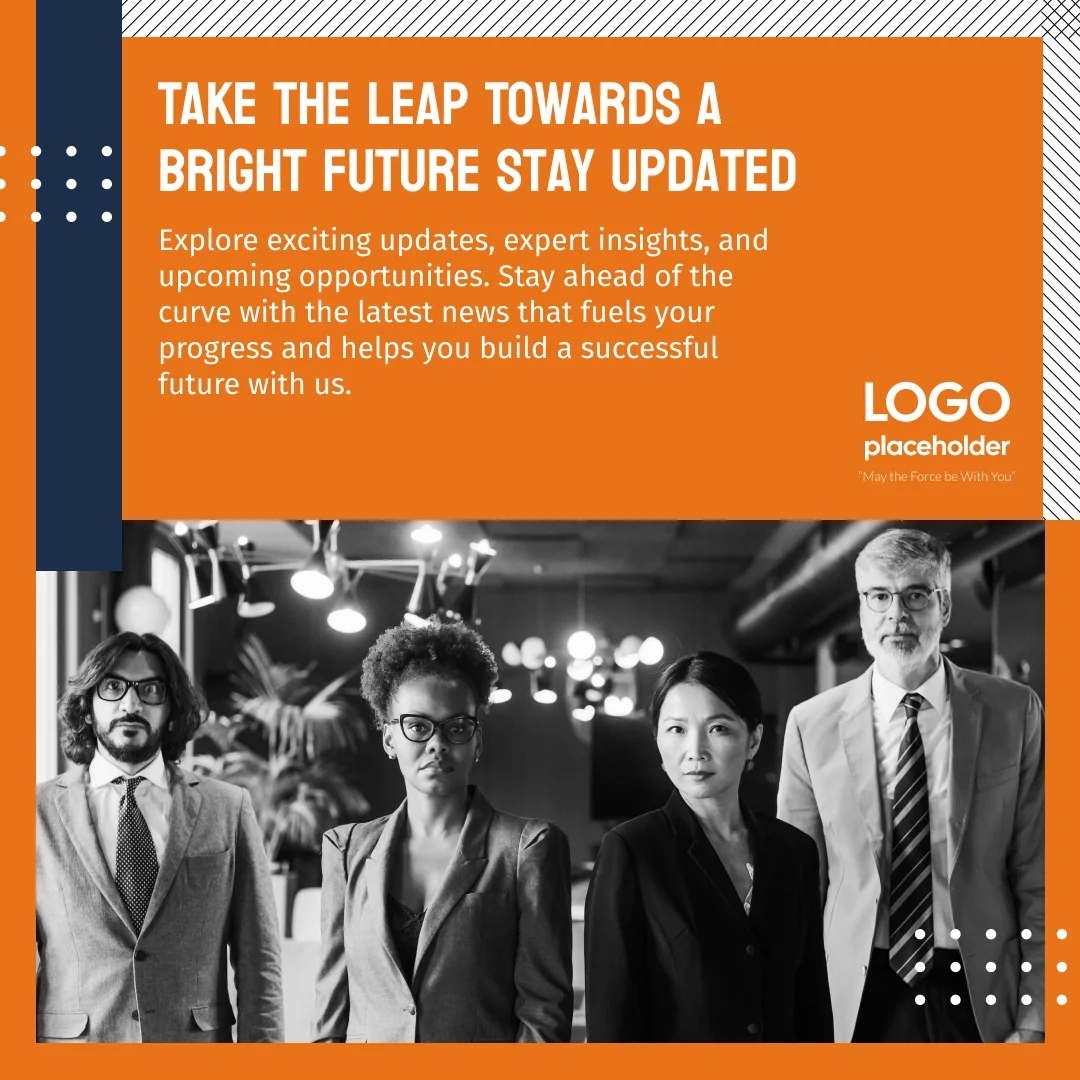 TAKE THE LEAP TOWARDS A
BRIGHT FUTURE STAY UPDATED
Explore exciting updates, expert insights, and
upcoming opportunities. Stay ahead of the
curve with the latest news that fuels your
progress and helps you build a successful
future with us.
LOGO
placeholder
“May the Force be With You”